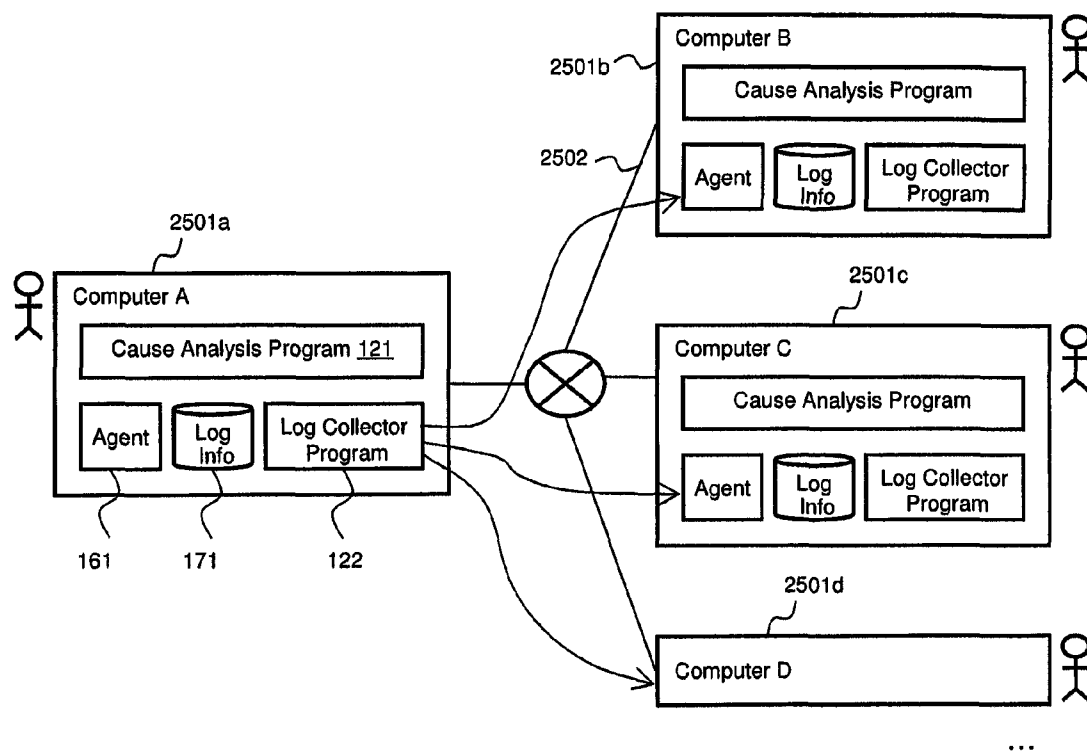 Computer B
2501b
Cause Analysis Program
2502
Agent
Log
Info
Log Collector
Program
2501a
Computer A
Cause Analysis Program 121
Agent
Log
Info
Log Collector
Program
161
171
122
2501c
Computer C
Cause Analysis Program
Agent
Log
Info
Log Collector
Program
2501d
Computer D
...